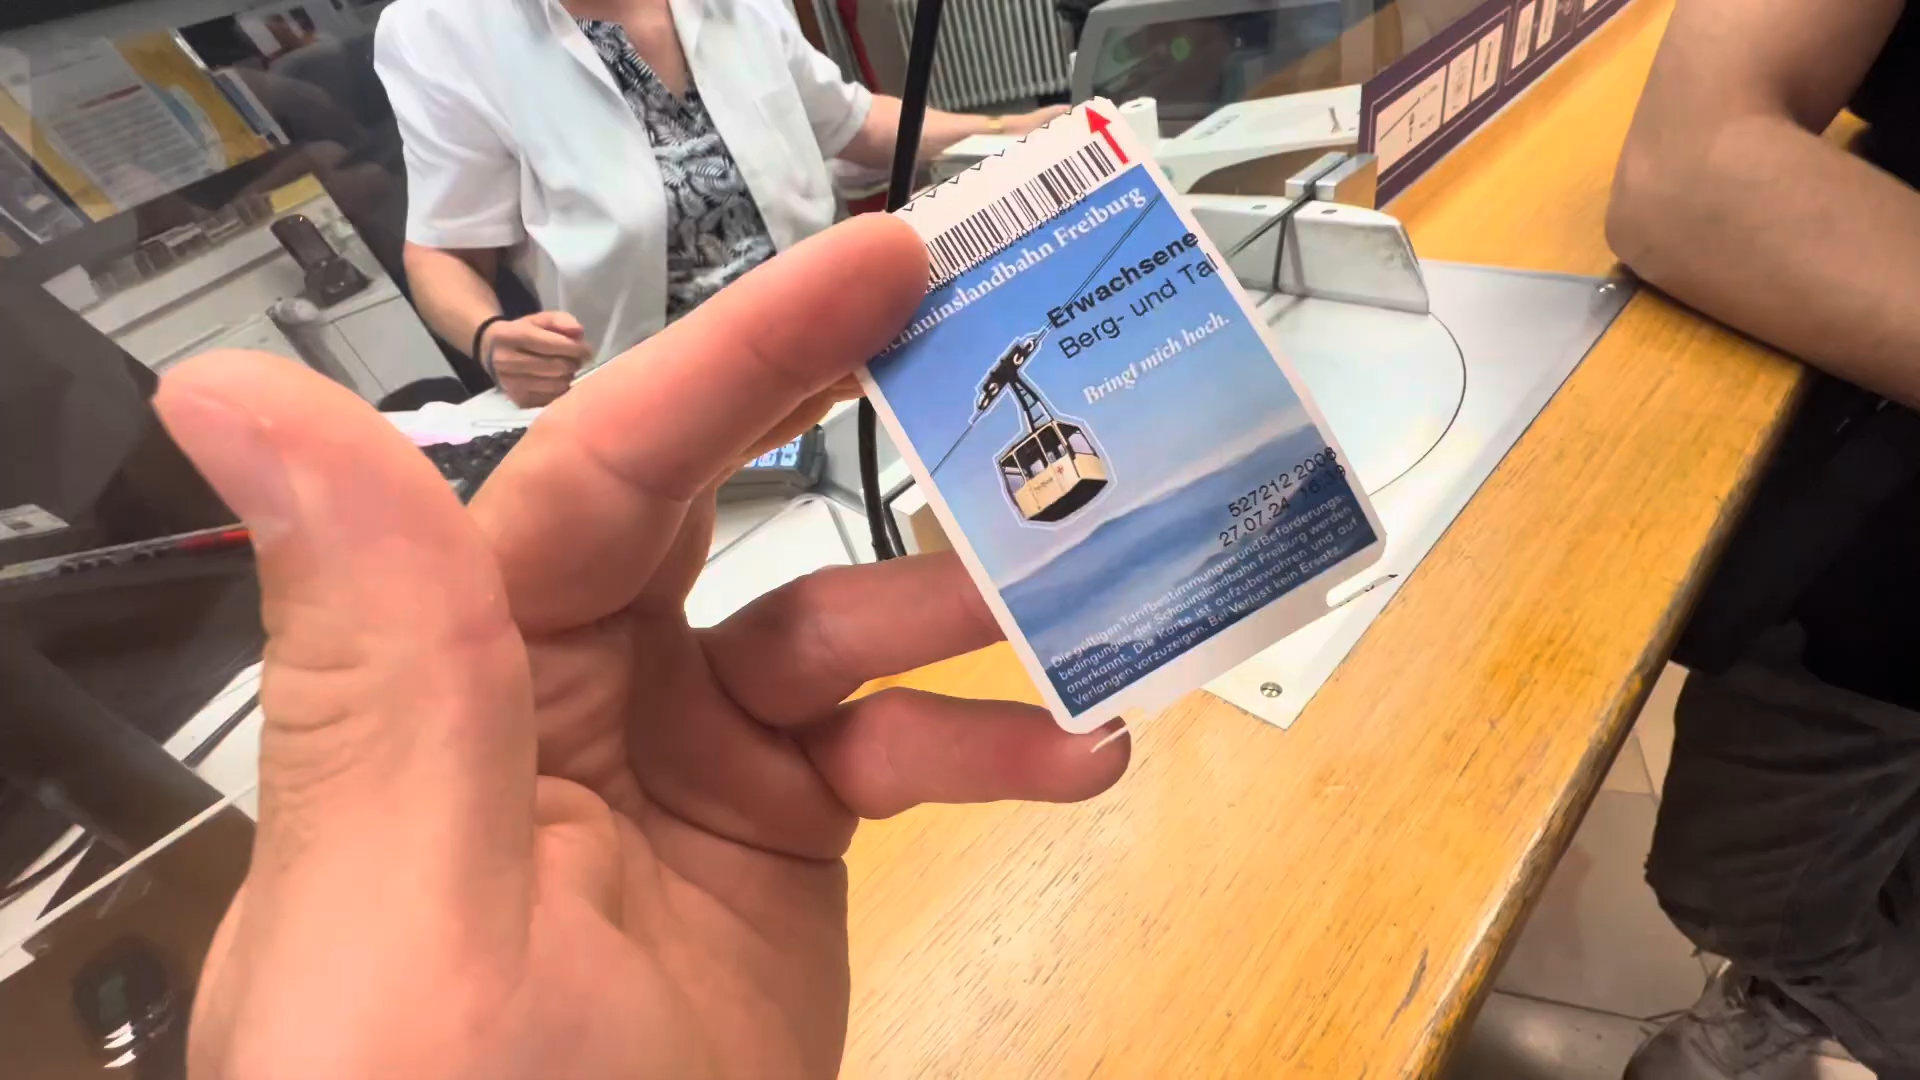 Schauinslandbahn Freiburg
Erwachsene
Berg- und Tal
Bringt mich hoch.
527212 2008
27.07.24
Die gültigen Tarifbestimmungen und Beförderungs-
bedingungen der Schauinslandbahn Freiburg werden
anerkannt. Die Karte ist aufzubewahren und auf
Verlangen vorzuzeigen. Bei Verlust kein Ersatz.